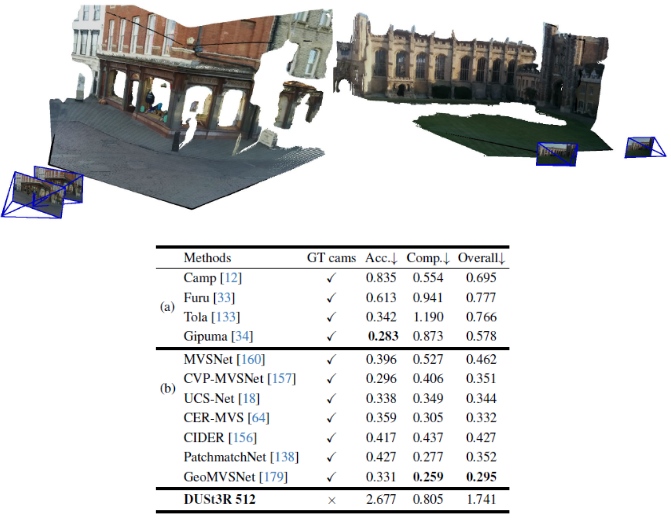 Methods GT cams Acc.↓ Comp.↓ Overall↓
(a)
Camp [12] ✓ 0.835 0.554 0.695
Furu [33] ✓ 0.613 0.941 0.777
Tola [133] ✓ 0.342 1.190 0.766
Gipuma [34] ✓ 0.283 0.873 0.578
(b)
MVSNet [160] ✓ 0.396 0.527 0.462
CVP-MVSNet [157] ✓ 0.296 0.406 0.351
UCS-Net [18] ✓ 0.338 0.349 0.344
CER-MVS [64] ✓ 0.359 0.305 0.332
CIDER [156] ✓ 0.417 0.437 0.427
PatchmatchNet [138] ✓ 0.427 0.277 0.352
GeoMVSNet [179] ✓ 0.331 0.259 0.295
DUSt3R 512 × 2.677 0.805 1.741